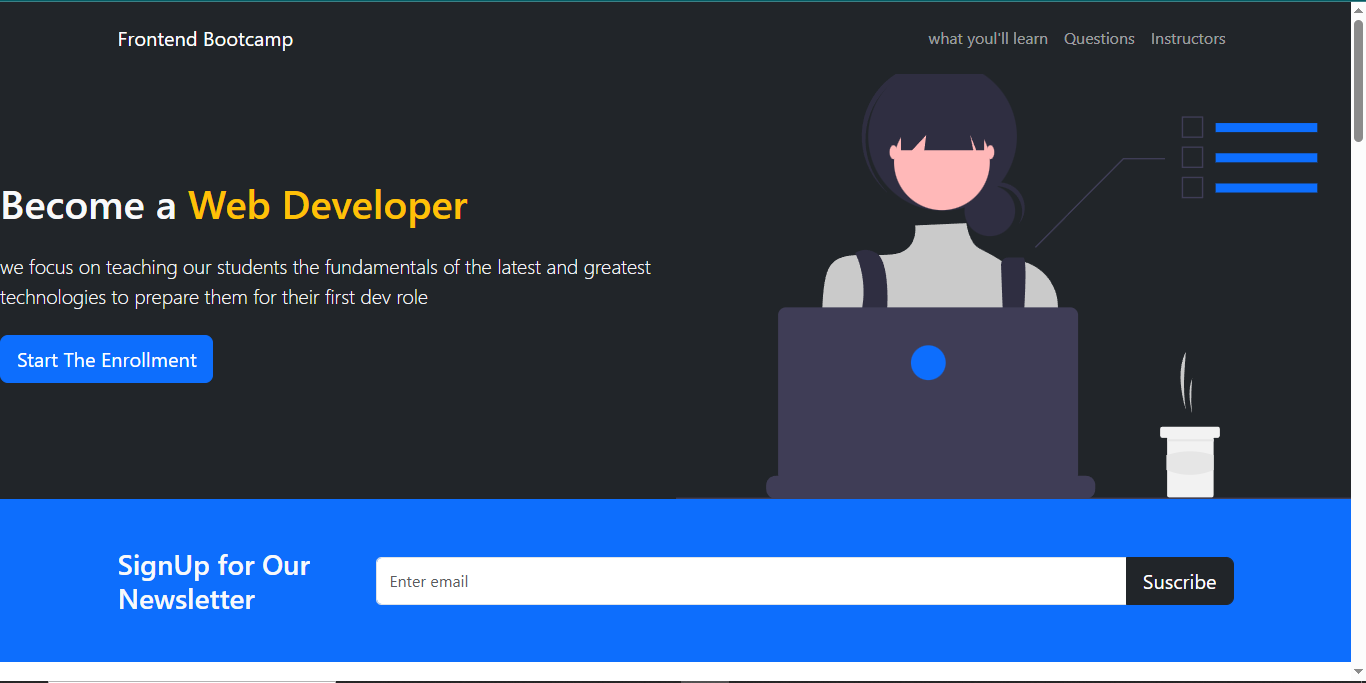 Frontend Bootcamp
what youl'll learn Questions Instructors
Become a Web Developer
we focus on teaching our students the fundamentals of the latest and greatest
technologies to prepare them for their first dev role
Start The Enrollment
SignUp for Our
Newsletter
Enter email
Suscribe